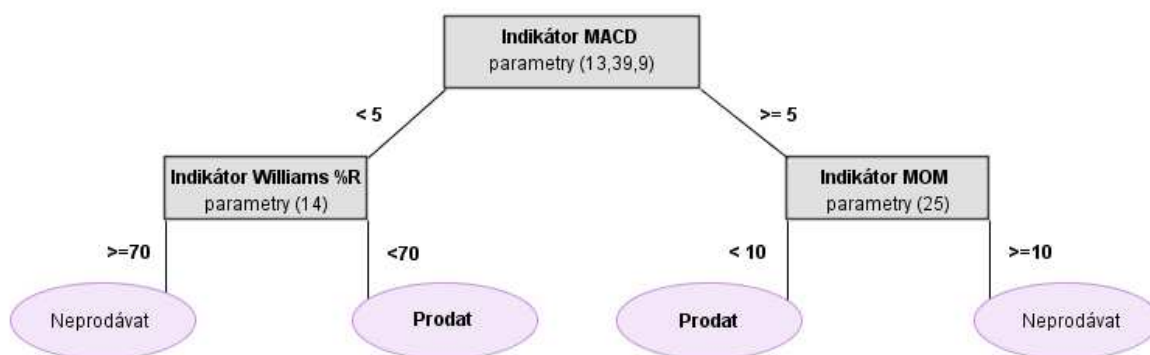 Indikátor MACD
parametry (13,39,9)
< 5
>= 5
Indikátor Williams %R
parametry (14)
Indikátor MOM
parametry (25)
>=70
<70
< 10
>=10
Neprodávat
Prodat
Prodat
Neprodávat